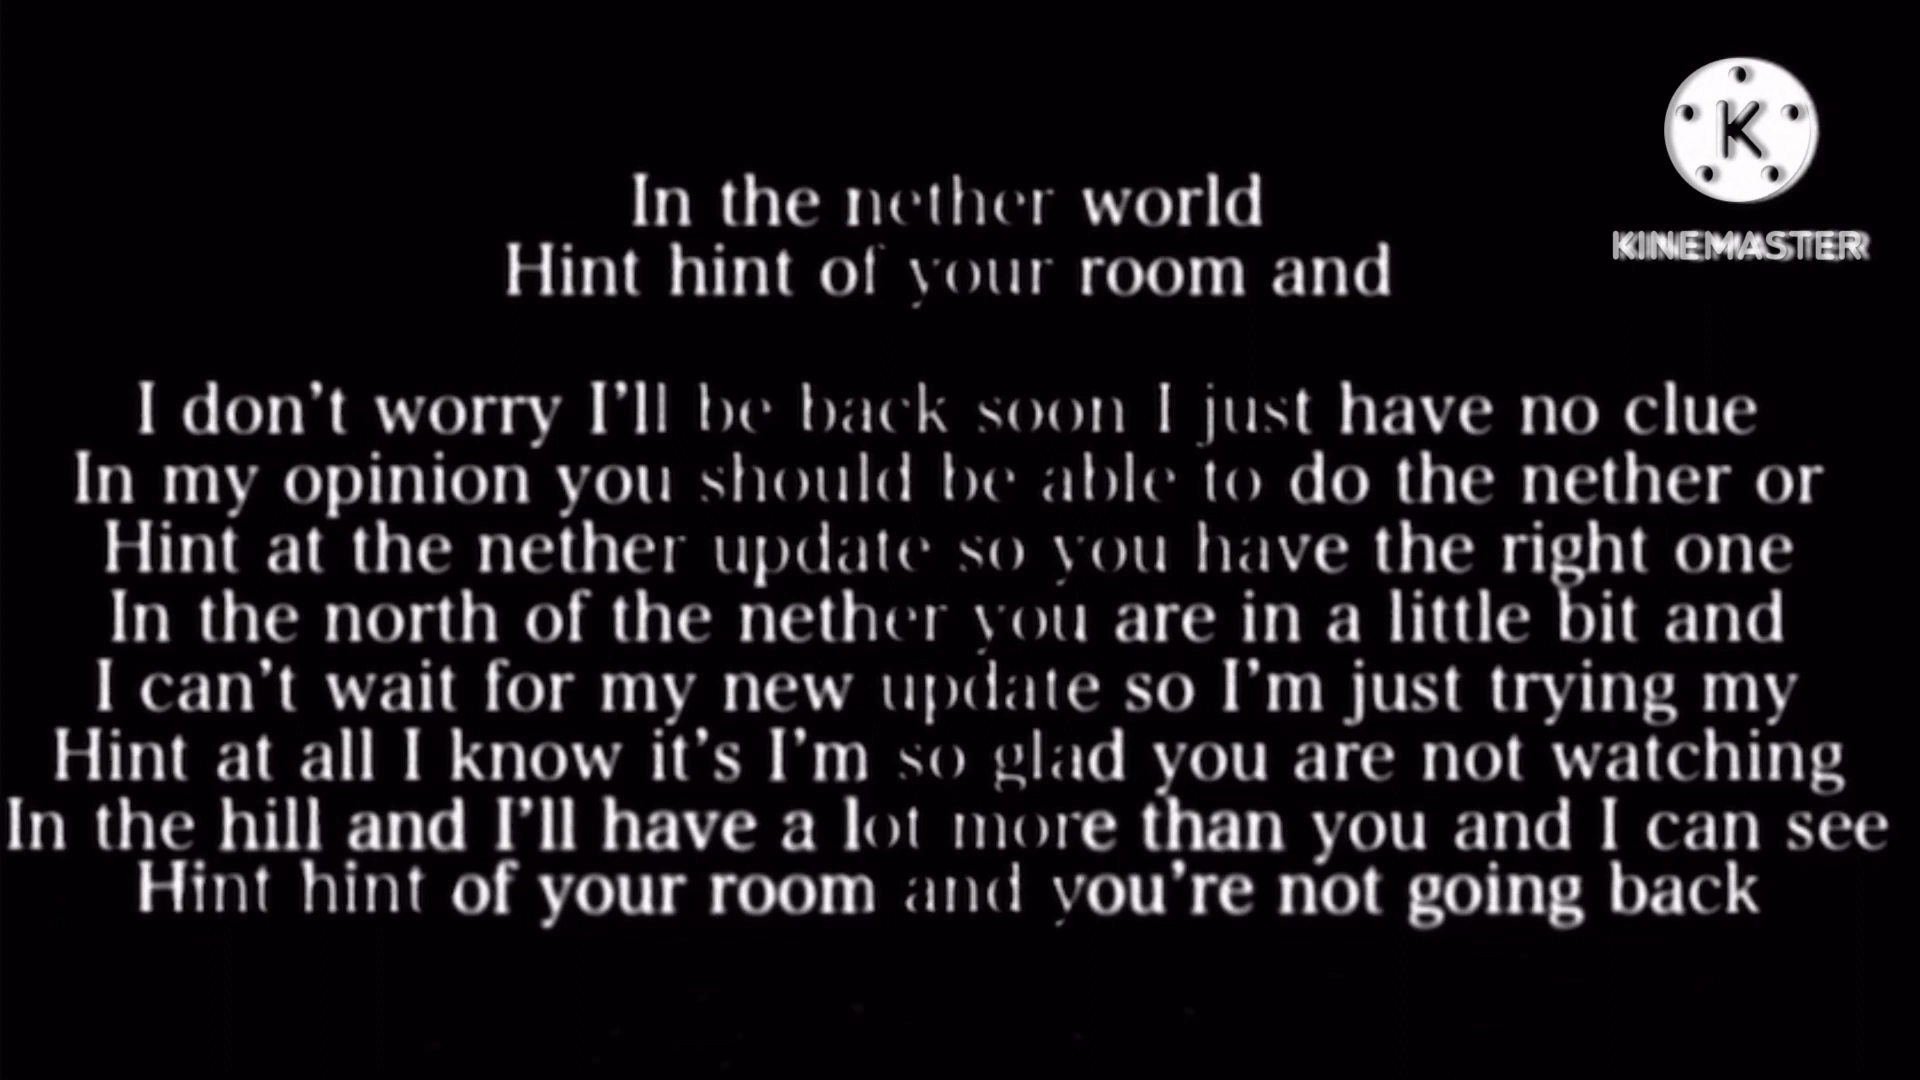 In the nether world
Hint hint of your room and
I don't worry I'll be back soon I just have no clue
In my opinion you should be able to do the nether or
Hint at the nether update so you have the right one
In the north of the nether you are in a little bit and
I can't wait for my new update so I'm just trying my
Hint at all I know it's I'm so glad you are not watching
In the hill and I'll have a lot more than you and I can see
Hint hint of your room and you're not going back
K
KINEMASTER